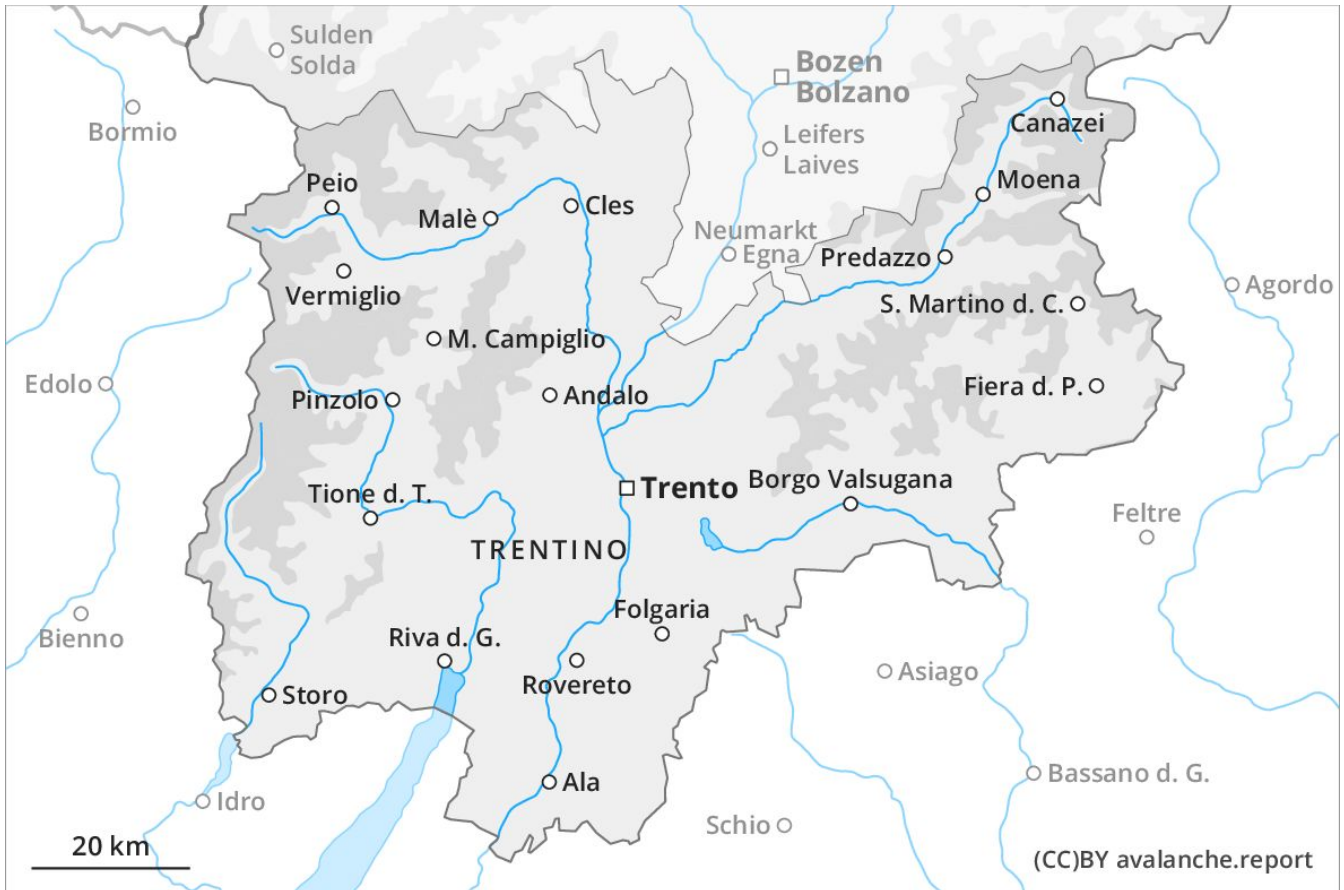 Sulden
Solda
Bormio
Bozen
Bolzano
Leifers
Laives
Canazei
Peio
Malè
Cles
Moena
Neumarkt
Egna
Predazzo
Vermiglio
S. Martino d. C.
Agordo
M. Campiglio
Edolo
Pinzolo
Andalo
Fiera d. P.
Tione d. T.
Trento
Borgo Valsugana
Feltre
TRENTINO
Bienno
Folgaria
Riva d. G.
Rovereto
Asiago
Storo
Idro
Ala
Bassano d. G.
Schio
20 km
(CC)BY avalanche.report